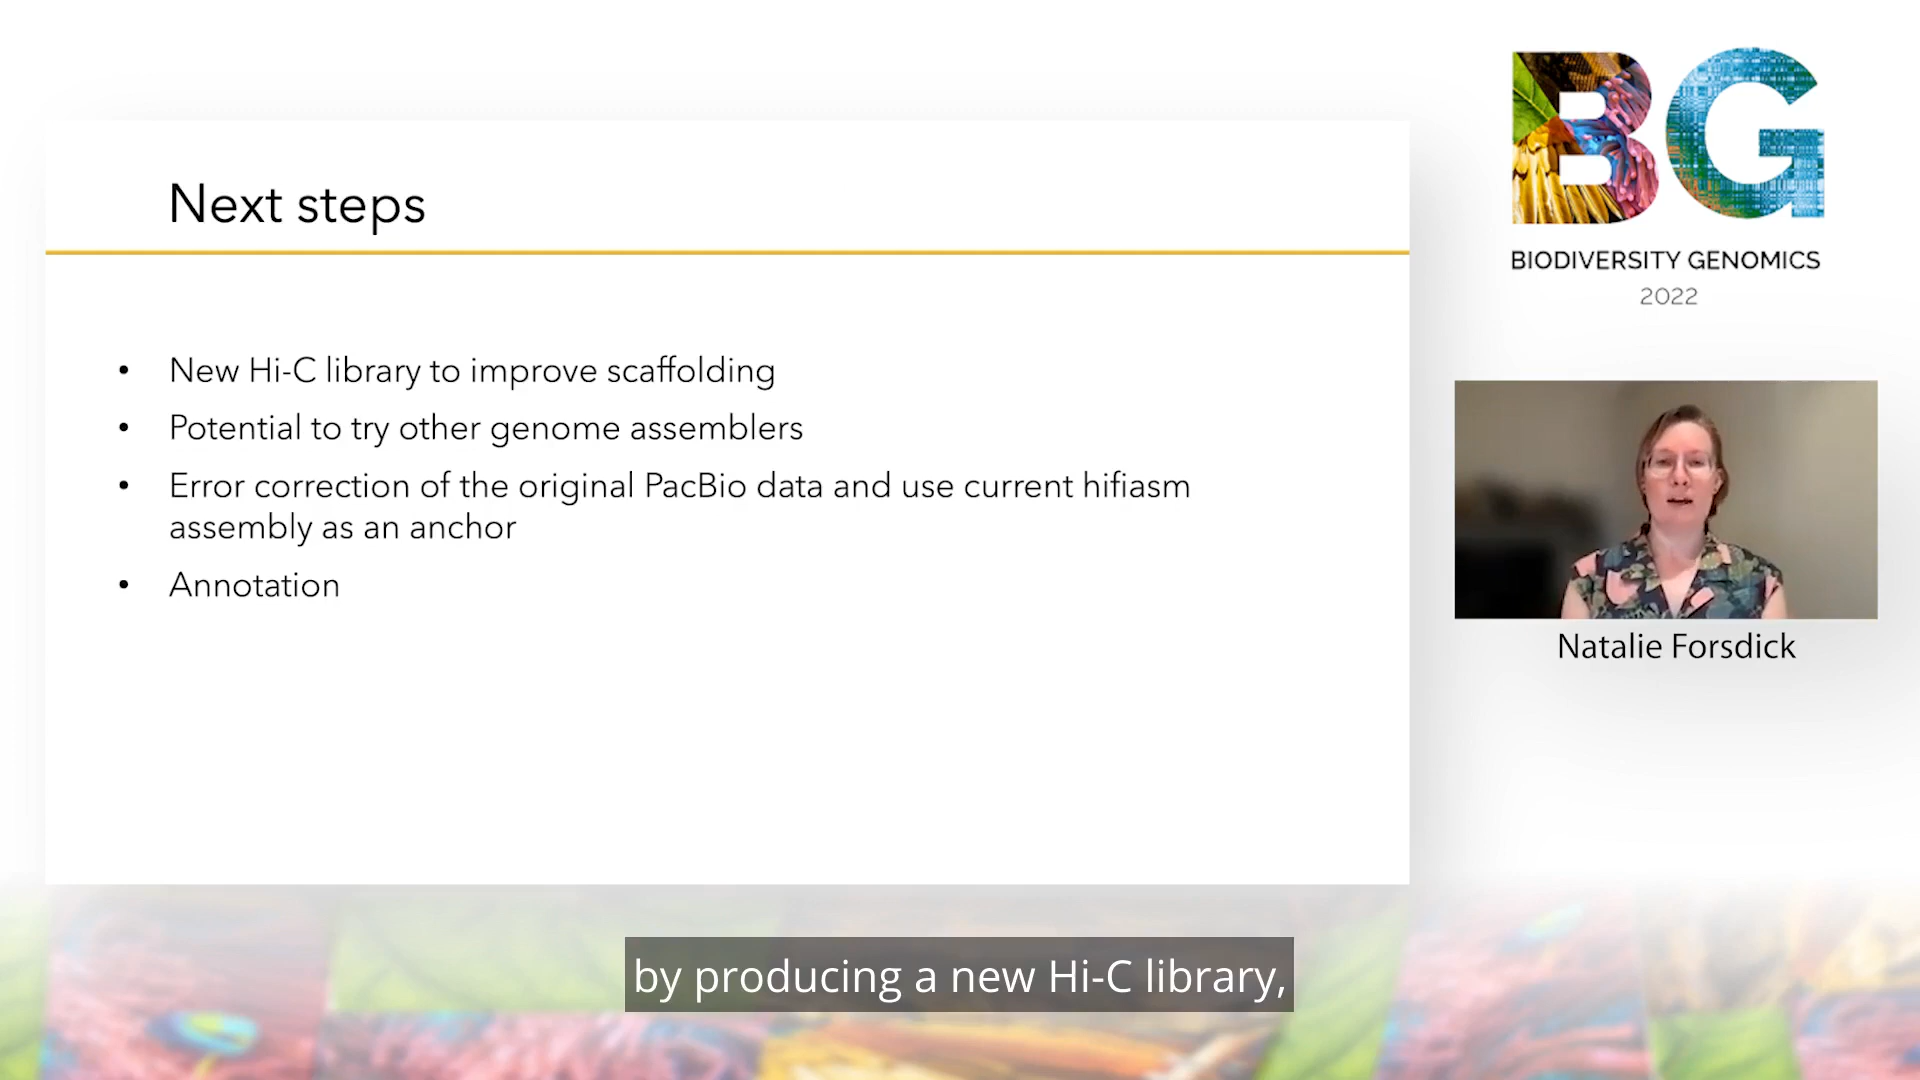 Next steps
• New Hi-C library to improve scaffolding
• Potential to try other genome assemblers
• Error correction of the original PacBio data and use current hifiasm
assembly as an anchor
• Annotation
BG
BIODIVERSITY GENOMICS
2022
Natalie Forsdick
by producing a new Hi-C library,